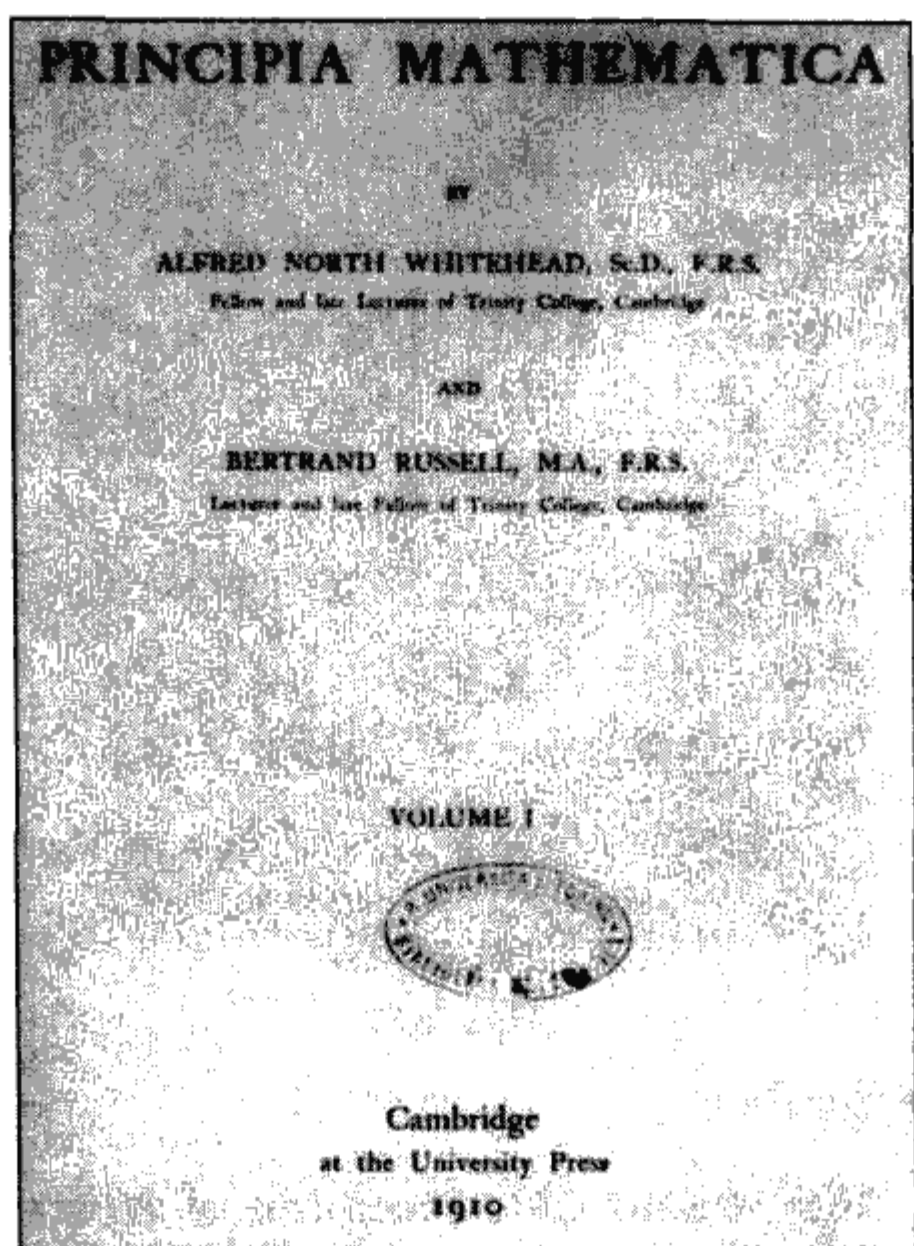 PRINCIPIA MATHEMATICA
BY
ALFRED NORTH WHITEHEAD, Sc.D., F.R.S.
Fellow and late Lecturer of Trinity College, Cambridge
AND
BERTRAND RUSSELL, M.A., F.R.S.
Lecturer and late Fellow of Trinity College, Cambridge
VOLUME I
Cambridge
at the University Press
1910